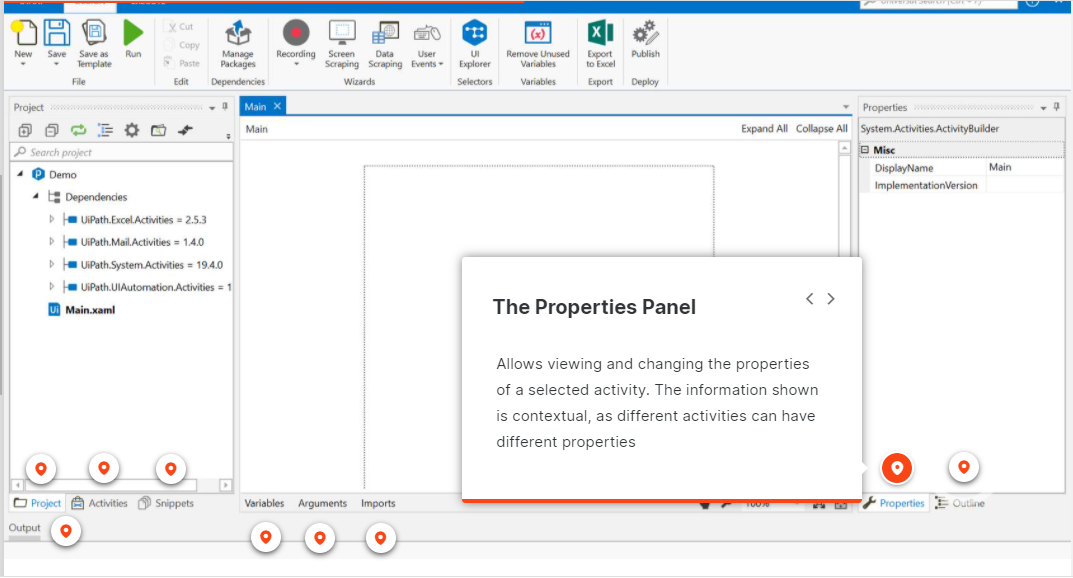 New
Save
Save as
Template
Run
File
Cut
Copy
Paste
Edit
Manage
Packages
Dependencies
Recording
Screen
Scraping
Data
Scraping
User
Events
Wizards
UI
Explorer
Selectors
Remove Unused
Variables
Variables
Export
to Excel
Export
Publish
Deploy
Project
Search project
Demo
Dependencies
UiPath.Excel.Activities = 2.5.3
UiPath.Mail.Activities = 1.4.0
UiPath.System.Activities = 19.4.0
UiPath.UIAutomation.Activities = 1
Ui Main.xaml
Project Activities Snippets
Output
Main
Main Expand All Collapse All
The Properties Panel
Allows viewing and changing the properties
of a selected activity. The information shown
is contextual, as different activities can have
different properties
Variables Arguments Imports
100%
Properties
System.Activities.ActivityBuilder
Misc
DisplayName Main
ImplementationVersion
Properties Outline